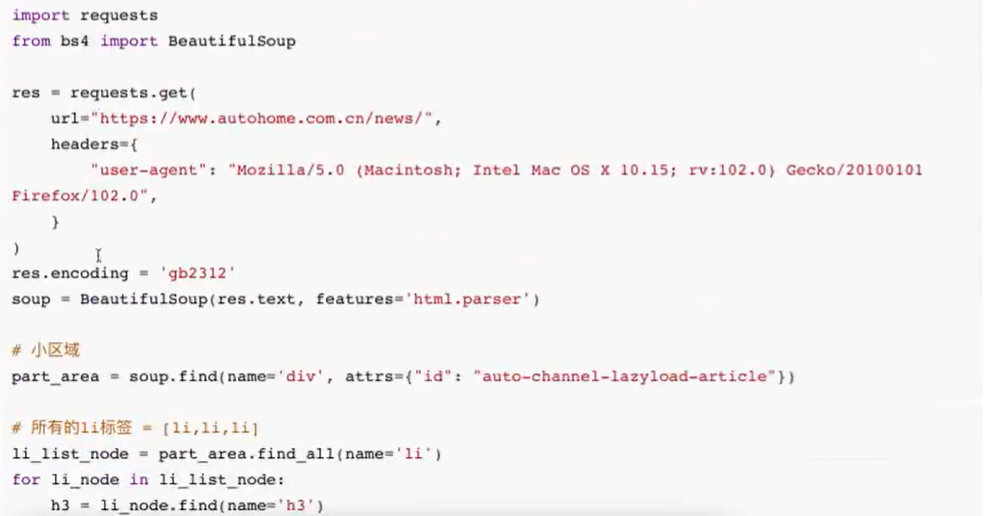 import requests
from bs4 import BeautifulSoup
res = requests.get(
    url="https://www.autohome.com.cn/news/",
    headers={
        "user-agent": "Mozilla/5.0 (Macintosh; Intel Mac OS X 10.15; rv:102.0) Gecko/20100101
Firefox/102.0",
    }
)
res.encoding = 'gb2312'
soup = BeautifulSoup(res.text, features='html.parser')
# 小区域
part_area = soup.find(name='div', attrs={"id": "auto-channel-lazyload-article"})
# 所有的li标签 = [li,li,li]
li_list_node = part_area.find_all(name='li')
for li_node in li_list_node:
    h3 = li_node.find(name='h3')